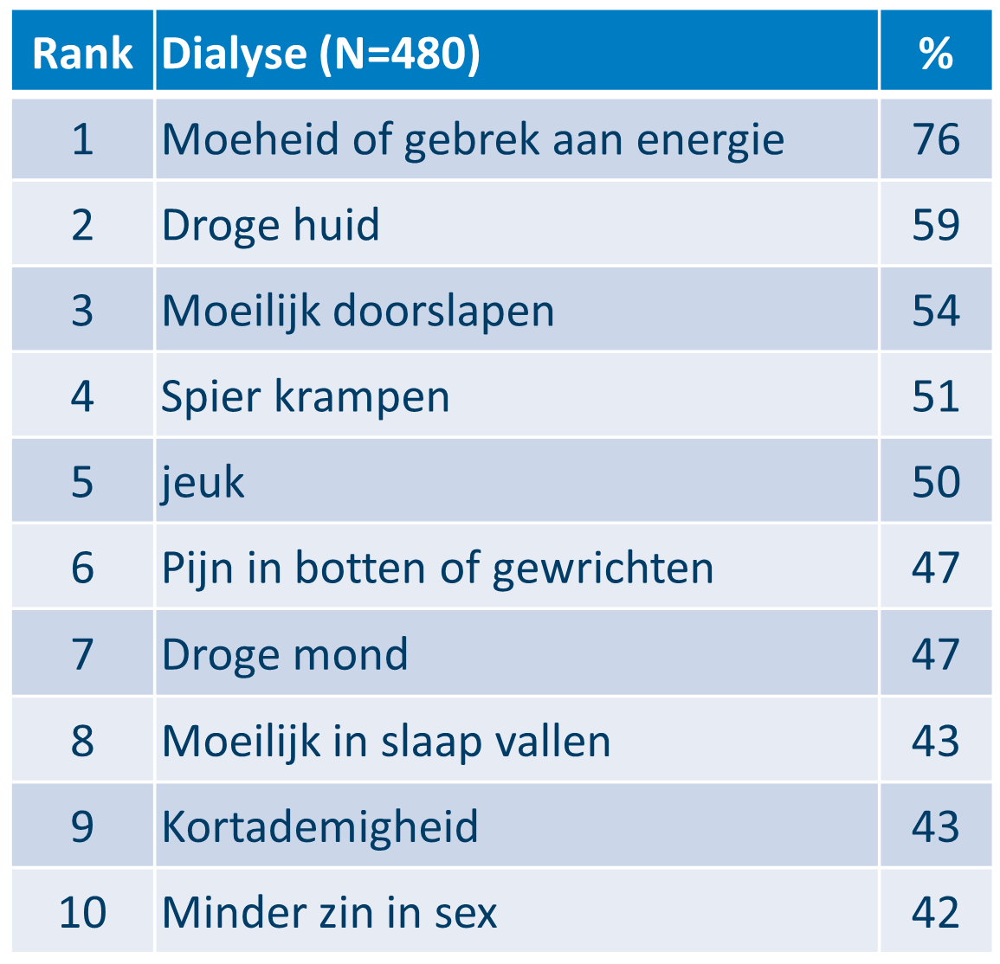 Rank Dialyse (N=480) %
1 Moeheid of gebrek aan energie 76
2 Droge huid 59
3 Moeilijk doorslapen 54
4 Spier krampen 51
5 jeuk 50
6 Pijn in botten of gewrichten 47
7 Droge mond 47
8 Moeilijk in slaap vallen 43
9 Kortademigheid 43
10 Minder zin in sex 42